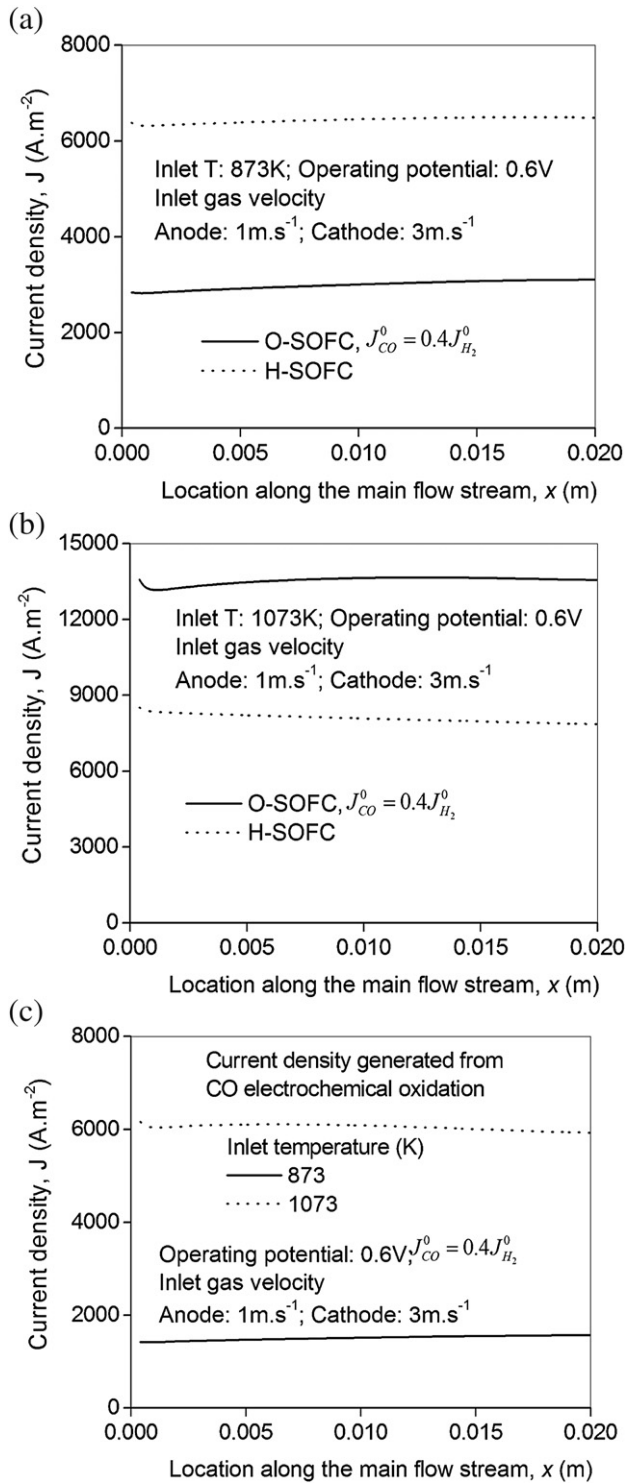 (a)
8000
6000
4000
2000
0
Current density, J (A.m⁻²)
Inlet T: 873K; Operating potential: 0.6V
Inlet gas velocity
Anode: 1m.s⁻¹; Cathode: 3m.s⁻¹
O-SOFC, J⁰_CO = 0.4J⁰_H₂
H-SOFC
0.000 0.005 0.010 0.015 0.020
Location along the main flow stream, x (m)
(b)
15000
12000
9000
6000
3000
0
Current density, J (A.m⁻²)
Inlet T: 1073K; Operating potential: 0.6V
Inlet gas velocity
Anode: 1m.s⁻¹; Cathode: 3m.s⁻¹
O-SOFC, J⁰_CO = 0.4J⁰_H₂
H-SOFC
0.000 0.005 0.010 0.015 0.020
Location along the main flow stream, x (m)
(c)
8000
6000
4000
2000
0
Current density, J (A.m⁻²)
Current density generated from
CO electrochemical oxidation
Inlet temperature (K)
873
1073
Operating potential: 0.6V; J⁰_CO = 0.4J⁰_H₂
Inlet gas velocity
Anode: 1m.s⁻¹; Cathode: 3m.s⁻¹
0.000 0.005 0.010 0.015 0.020
Location along the main flow stream, x (m)